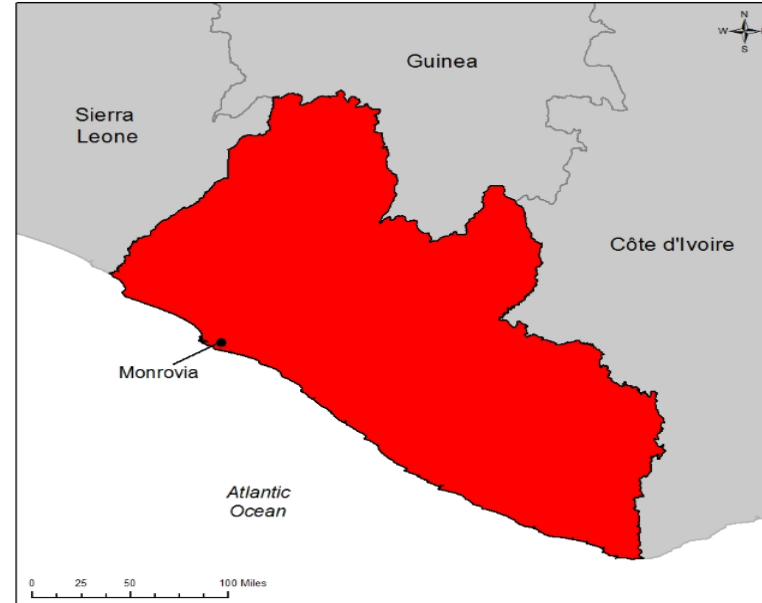 N
W
S
Guinea
Sierra
Leone
Côte d'Ivoire
Monrovia
Atlantic
Ocean
0 25 50 100 Miles